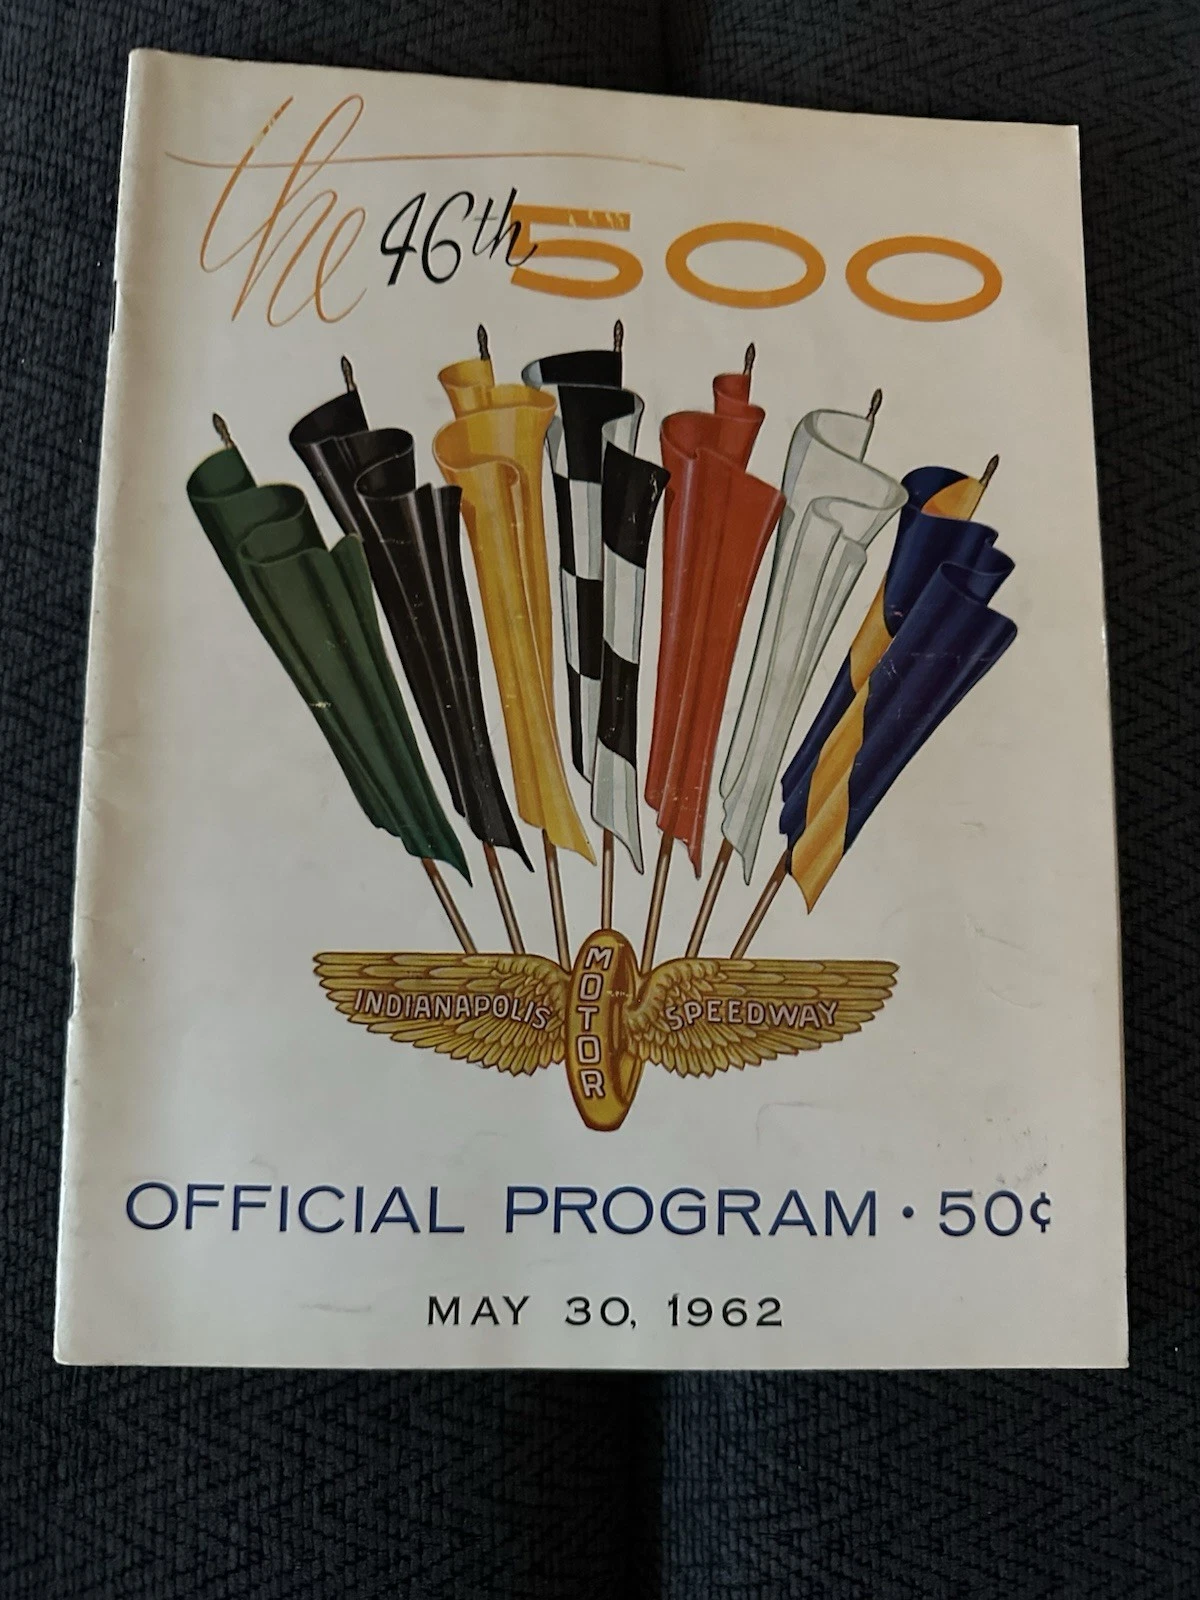 the 46th 500
INDIANAPOLIS MOTOR SPEEDWAY
OFFICIAL PROGRAM • 50¢
MAY 30, 1962